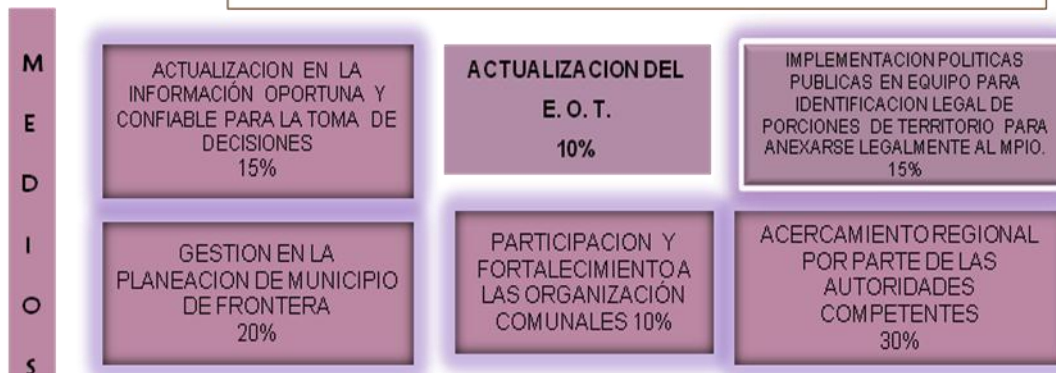 MEDIOS
ACTUALIZACION EN LA
INFORMACIÓN OPORTUNA Y
CONFIABLE PARA LA TOMA DE
DECISIONES
15%
ACTUALIZACION DEL
E. O. T.
10%
IMPLEMENTACION POLITICAS
PUBLICAS EN EQUIPO PARA
IDENTIFICACION LEGAL DE
PORCIONES DE TERRITORIO PARA
ANEXARSE LEGALMENTE AL MPIO.
15%
GESTION EN LA
PLANEACION DE MUNICIPIO
DE FRONTERA
20%
PARTICIPACION Y
FORTALECIMIENTO A
LAS ORGANIZACIÓN
COMUNALES 10%
ACERCAMIENTO REGIONAL
POR PARTE DE LAS
AUTORIDADES
COMPETENTES
30%